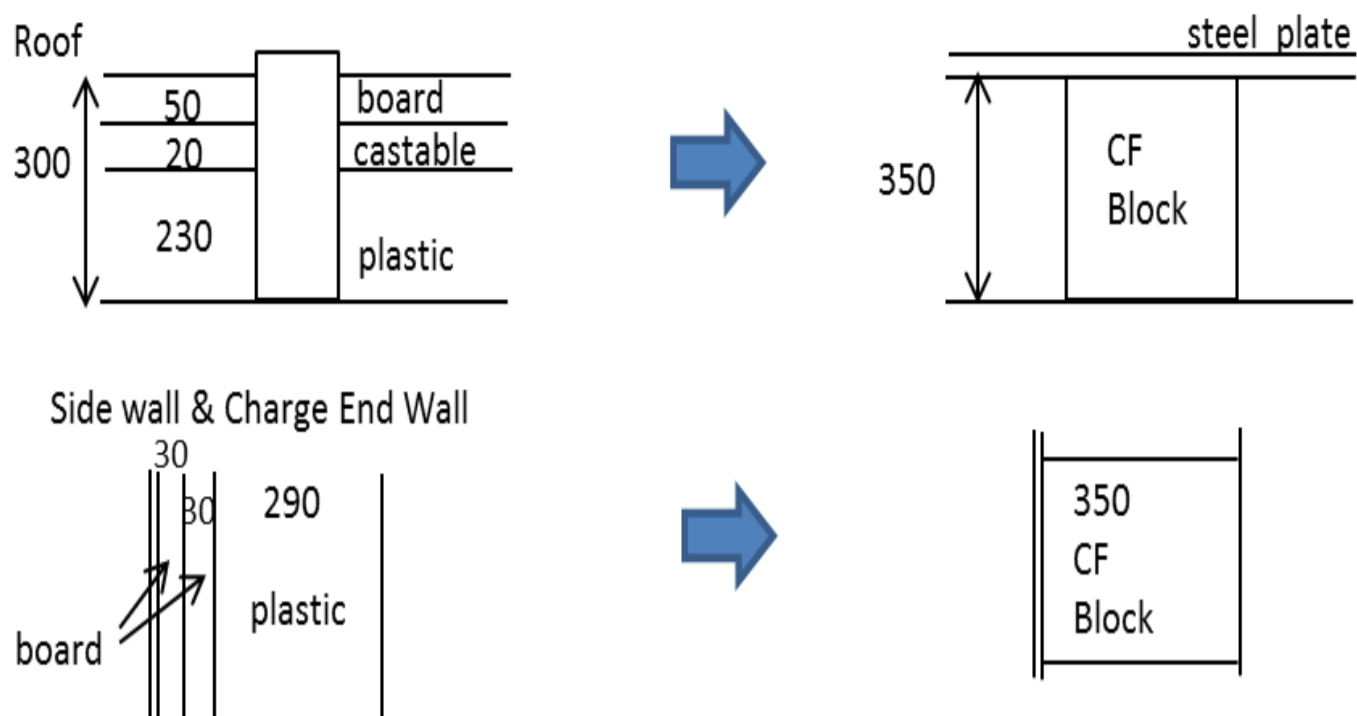 Roof
50
board
300
20
castable
230
plastic
steel plate
350
CF
Block
Side wall & Charge End Wall
30
30
290
plastic
board
350
CF
Block